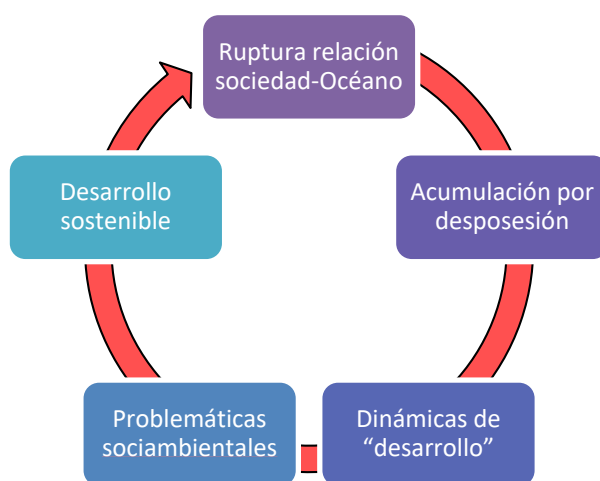 Ruptura relación
sociedad-Océano
Acumulación por
desposesión
Dinámicas de
“desarrollo”
Problemáticas
sociambientales
Desarrollo
sostenible